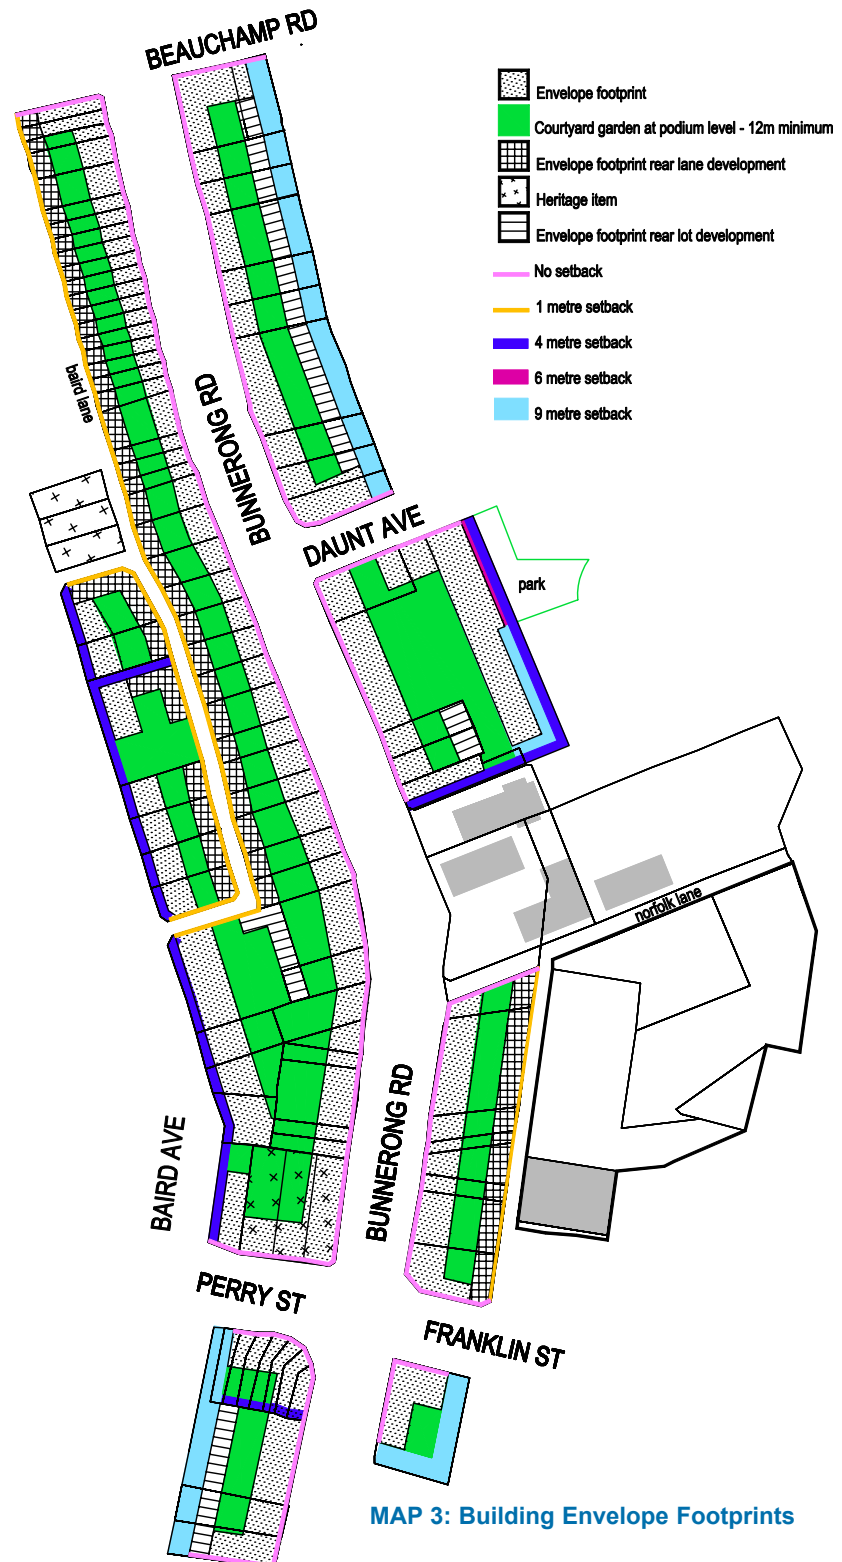 BEAUCHAMP RD
Envelope footprint
Courtyard garden at podium level - 12m minimum
Envelope footprint rear lane development
Heritage item
Envelope footprint rear lot development
No setback
1 metre setback
4 metre setback
6 metre setback
9 metre setback
baird lane
BUNNERONG RD
DAUNT AVE
park
norfolk lane
BUNNERONG RD
BAIRD AVE
PERRY ST
FRANKLIN ST
MAP 3: Building Envelope Footprints